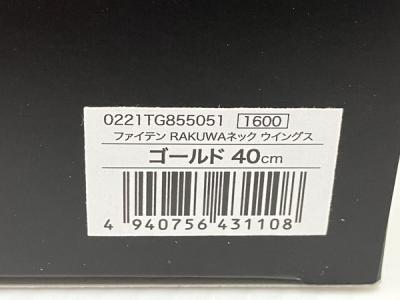 0221TG855051 1600
ファイテン RAKUWAネック ウイングス
ゴールド 40cm
4 940756 431108